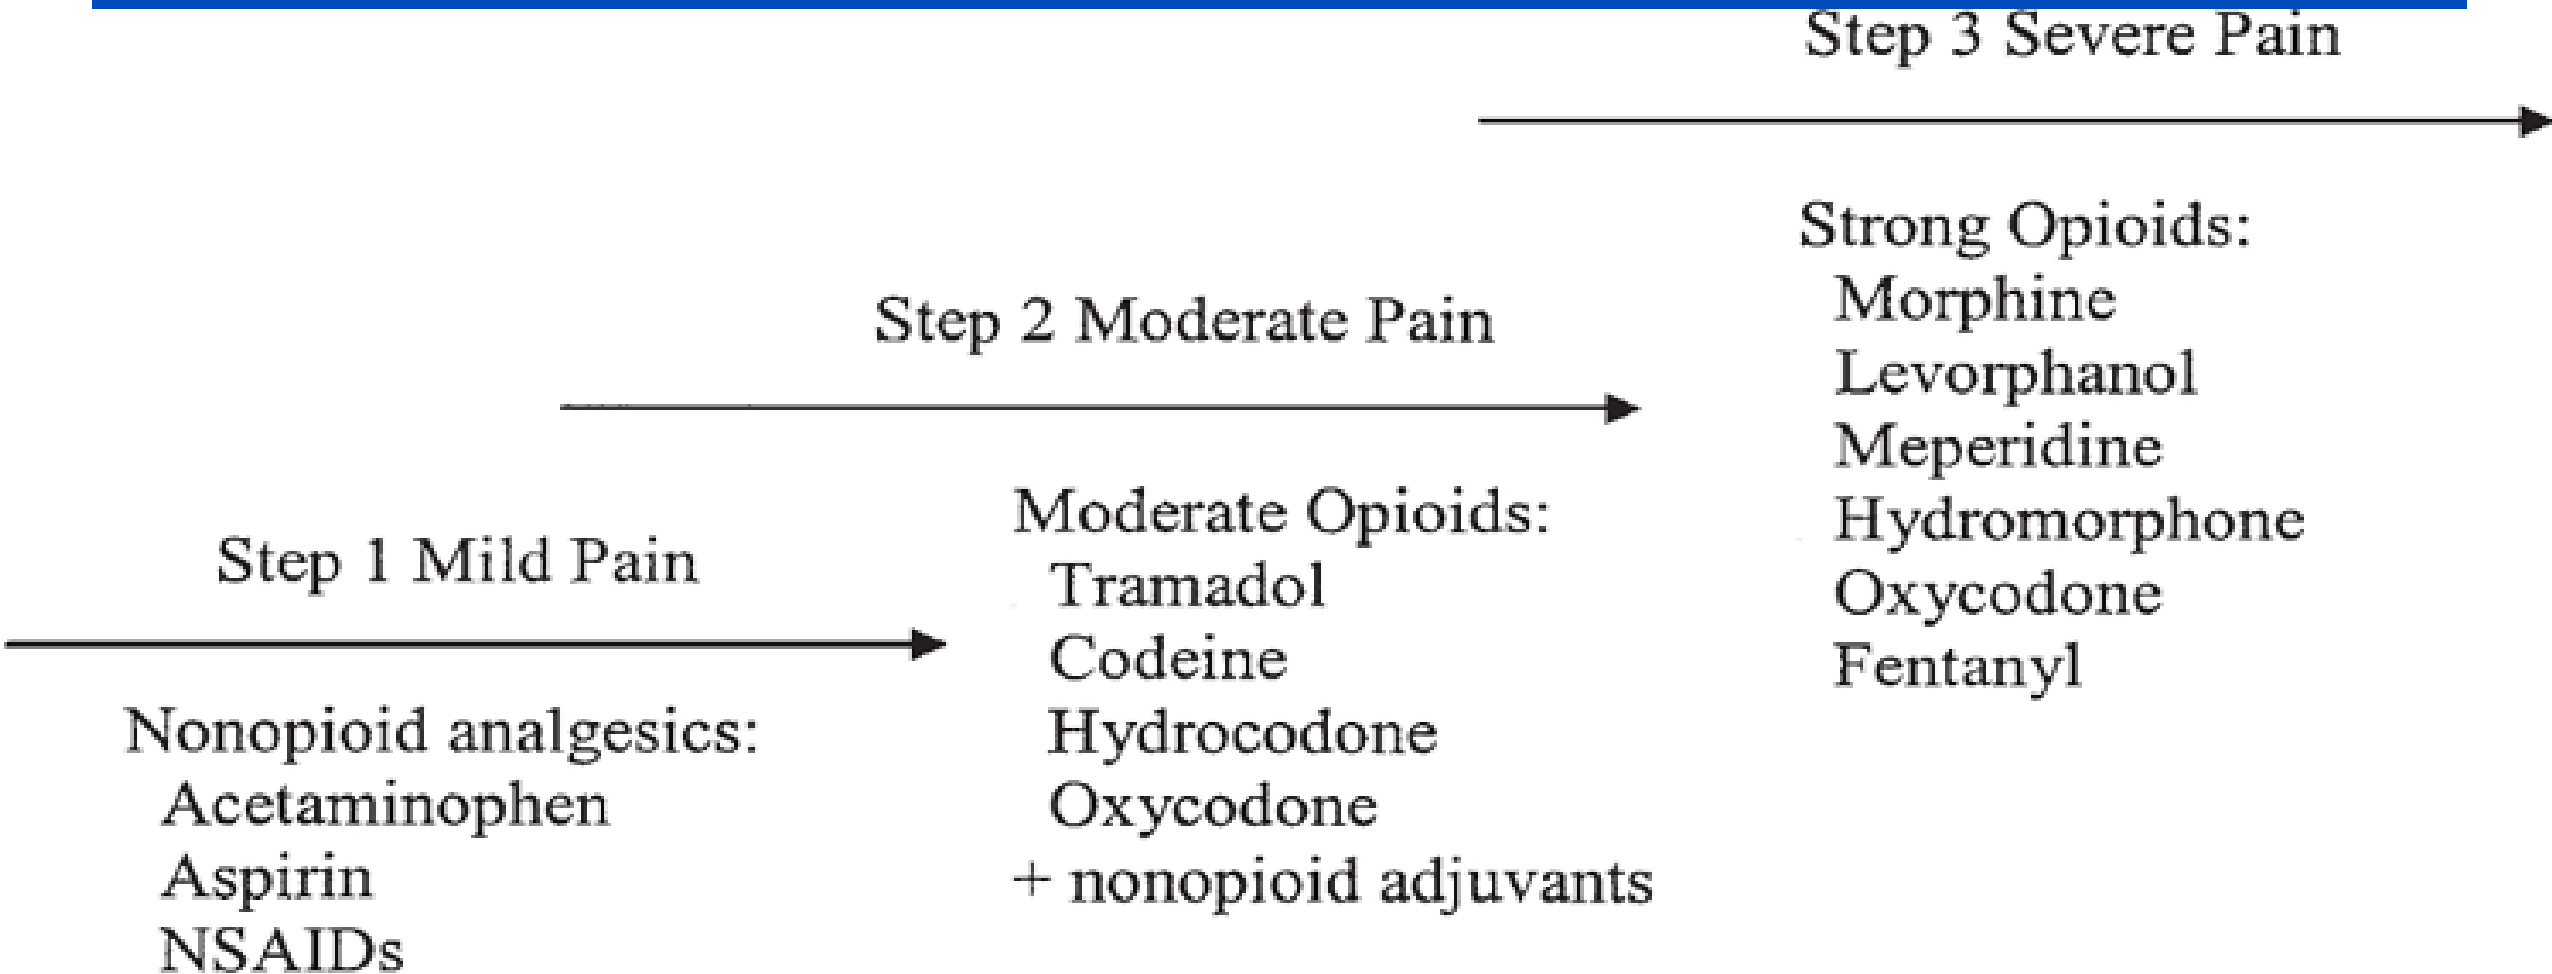 Step 3 Severe Pain
Strong Opioids:
Morphine
Levorphanol
Meperidine
Hydromorphone
Oxycodone
Fentanyl
Step 2 Moderate Pain
Moderate Opioids:
Tramadol
Codeine
Hydrocodone
Oxycodone
+ nonopioid adjuvants
Step 1 Mild Pain
Nonopioid analgesics:
Acetaminophen
Aspirin
NSAIDs